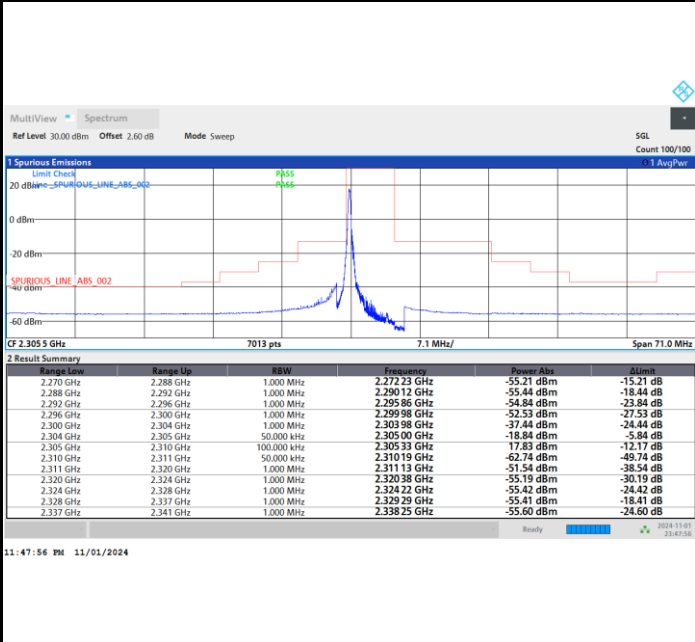 MultiView Spectrum
Ref Level 30.00 dBm Offset 2.60 dB Mode Sweep SGL
Count 100/100
1 Spurious Emissions 1 AvgPwr
Limit Check PASS
Line _SPURIOUS_LINE_ABS_002 PASS
20 dBm
0 dBm
-20 dBm
_SPURIOUS_LINE_ABS_002
-40 dBm
-60 dBm
CF 2.305 5 GHz 7013 pts 7.1 MHz/ Span 71.0 MHz
2 Result Summary
Range Low Range Up RBW Frequency Power Abs ΔLimit
2.270 GHz 2.288 GHz 1.000 MHz 2.272 23 GHz -55.21 dBm -15.21 dB
2.288 GHz 2.292 GHz 1.000 MHz 2.290 12 GHz -55.44 dBm -18.44 dB
2.292 GHz 2.296 GHz 1.000 MHz 2.295 86 GHz -54.84 dBm -23.84 dB
2.296 GHz 2.300 GHz 1.000 MHz 2.299 98 GHz -52.53 dBm -27.53 dB
2.300 GHz 2.304 GHz 1.000 MHz 2.303 98 GHz -37.44 dBm -24.44 dB
2.304 GHz 2.305 GHz 50.000 kHz 2.305 00 GHz -18.84 dBm -5.84 dB
2.305 GHz 2.310 GHz 100.000 kHz 2.305 33 GHz 17.83 dBm -12.17 dB
2.310 GHz 2.311 GHz 50.000 kHz 2.310 19 GHz -62.74 dBm -49.74 dB
2.311 GHz 2.320 GHz 1.000 MHz 2.311 13 GHz -51.54 dBm -38.54 dB
2.320 GHz 2.324 GHz 1.000 MHz 2.320 38 GHz -55.19 dBm -30.19 dB
2.324 GHz 2.328 GHz 1.000 MHz 2.324 22 GHz -55.42 dBm -24.42 dB
2.328 GHz 2.337 GHz 1.000 MHz 2.329 29 GHz -55.41 dBm -18.41 dB
2.337 GHz 2.341 GHz 1.000 MHz 2.338 25 GHz -55.60 dBm -24.60 dB
Ready 2024-11-01
23:47:56
11:47:56 PM 11/01/2024